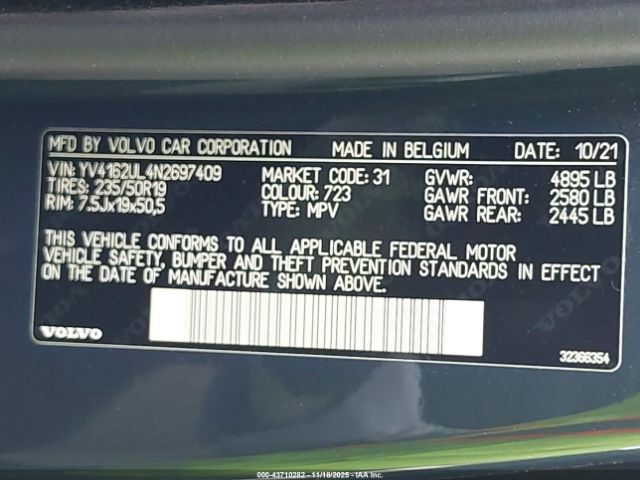 MFD BY VOLVO CAR CORPORATION MADE IN BELGIUM DATE: 10/21
VIN: YV4162UL4N2697409 MARKET CODE: 31 GVWR: 4895 LB
TIRES: 235/50R19 COLOUR: 723 GAWR FRONT: 2580 LB
RIM: 7.5Jx19x50,5 TYPE: MPV GAWR REAR: 2445 LB
THIS VEHICLE CONFORMS TO ALL APPLICABLE FEDERAL MOTOR
VEHICLE SAFETY, BUMPER AND THEFT PREVENTION STANDARDS IN EFFECT
ON THE DATE OF MANUFACTURE SHOWN ABOVE.
VOLVO 32366354
000-43710282 - 11/18/2025 - IAA Inc.